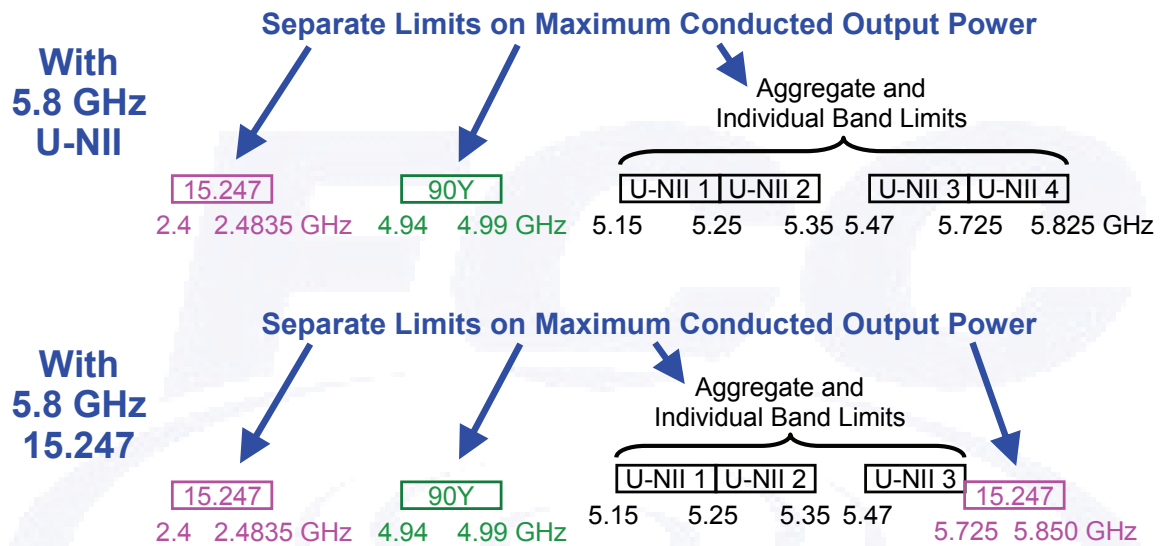 Separate Limits on Maximum Conducted Output Power
With
5.8 GHz
U-NII
Aggregate and
Individual Band Limits
15.247 90Y U-NII 1 U-NII 2 U-NII 3 U-NII 4
2.4 2.4835 GHz 4.94 4.99 GHz 5.15 5.25 5.35 5.47 5.725 5.825 GHz
Separate Limits on Maximum Conducted Output Power
With
5.8 GHz
15.247
Aggregate and
Individual Band Limits
15.247 90Y U-NII 1 U-NII 2 U-NII 3 15.247
2.4 2.4835 GHz 4.94 4.99 GHz 5.15 5.25 5.35 5.47 5.725 5.850 GHz
FCC